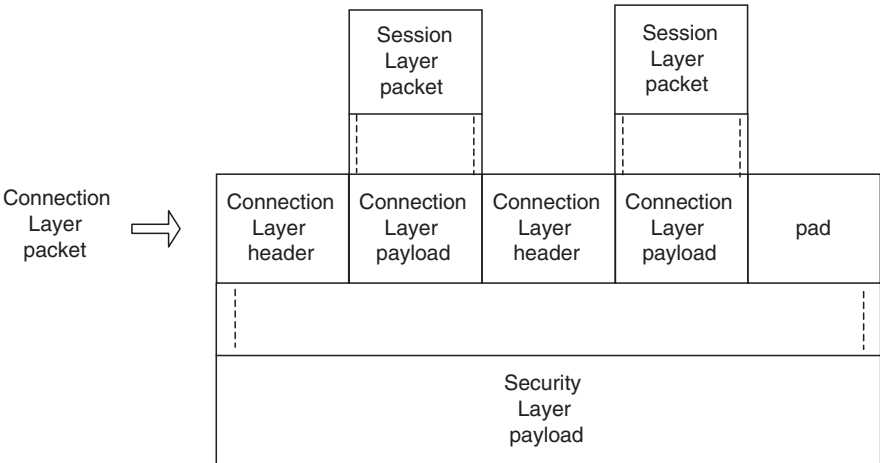 Session
Layer
packet
Session
Layer
packet
Connection
Layer
packet
Connection
Layer
header
Connection
Layer
payload
Connection
Layer
header
Connection
Layer
payload
pad
Security
Layer
payload